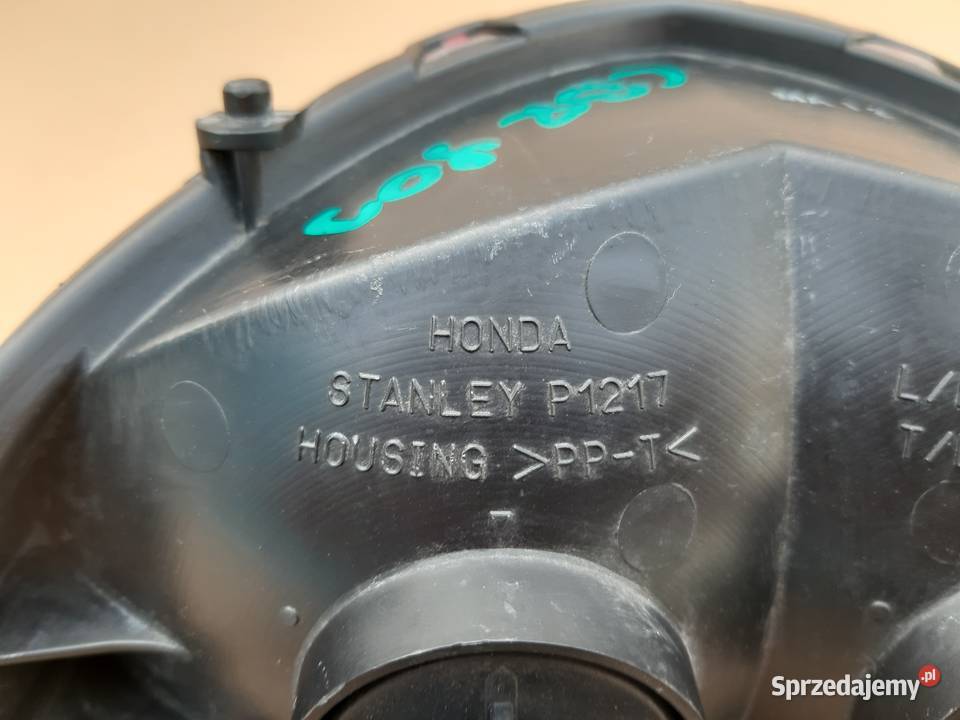 HONDA
STANLEY P1217
HOUSING >PP-T<
L/
T/
Sprzedajemy.pl